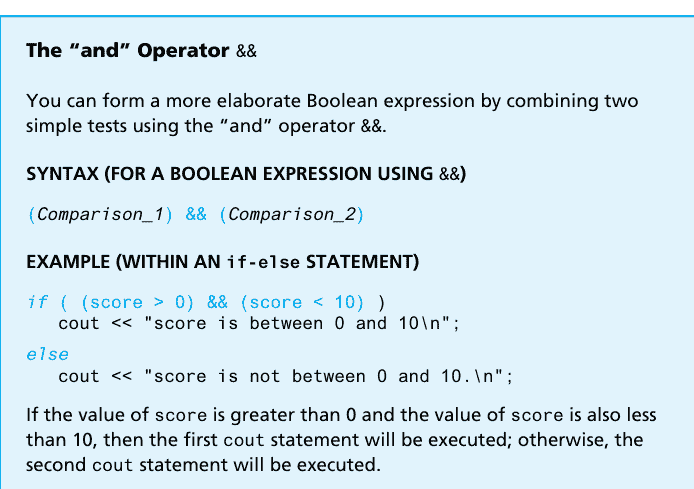 The “and” Operator &&
You can form a more elaborate Boolean expression by combining two
simple tests using the “and” operator &&.
SYNTAX (FOR A BOOLEAN EXPRESSION USING &&)
(Comparison_1) && (Comparison_2)
EXAMPLE (WITHIN AN if-else STATEMENT)
if ( (score > 0) && (score < 10) )
   cout << "score is between 0 and 10\n";
else
   cout << "score is not between 0 and 10.\n";
If the value of score is greater than 0 and the value of score is also less
than 10, then the first cout statement will be executed; otherwise, the
second cout statement will be executed.